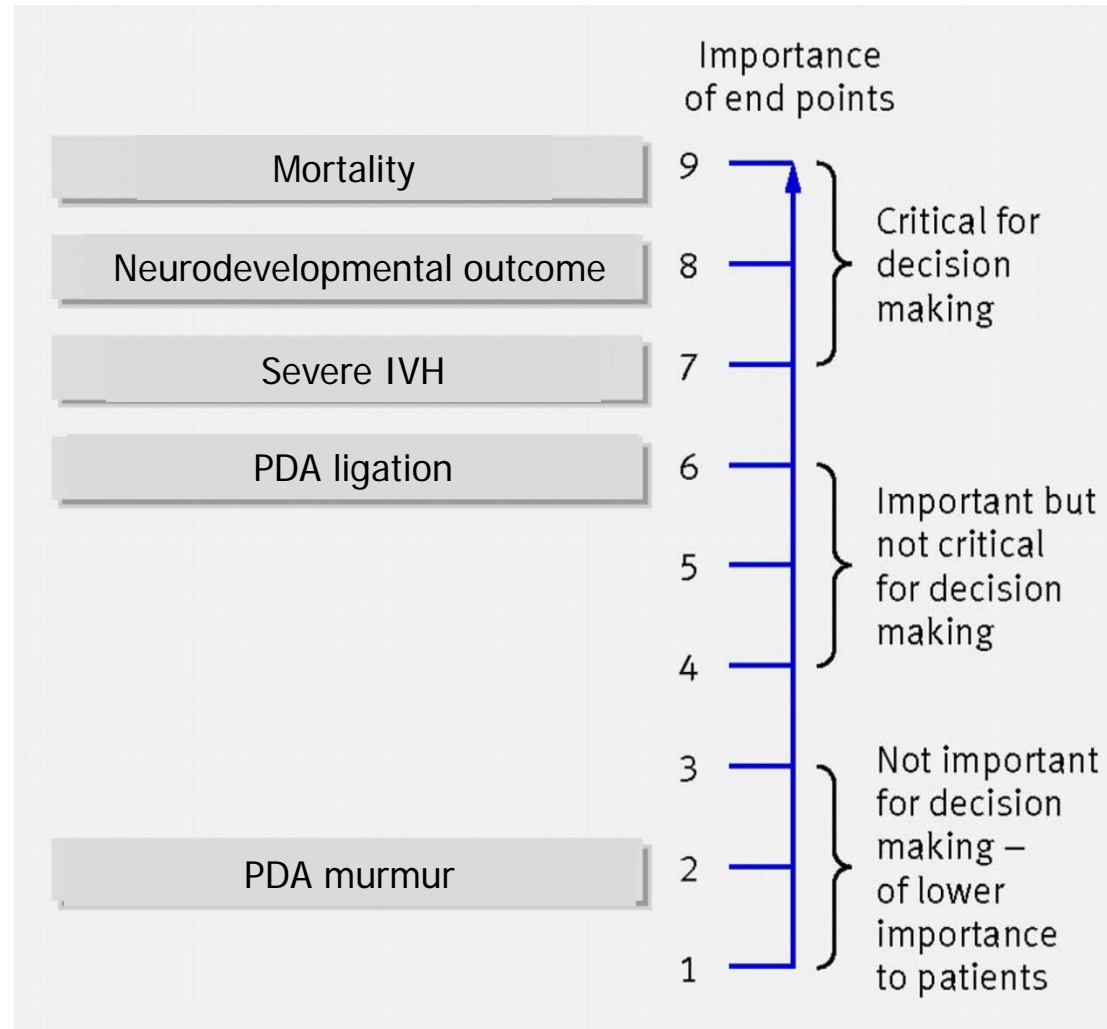 Importance
of end points
Mortality
9
Neurodevelopmental outcome
8
Severe IVH
7
Critical for
decision
making
PDA ligation
6
5
4
Important but
not critical
for decision
making
3
PDA murmur
2
1
Not important
for decision
making –
of lower
importance
to patients